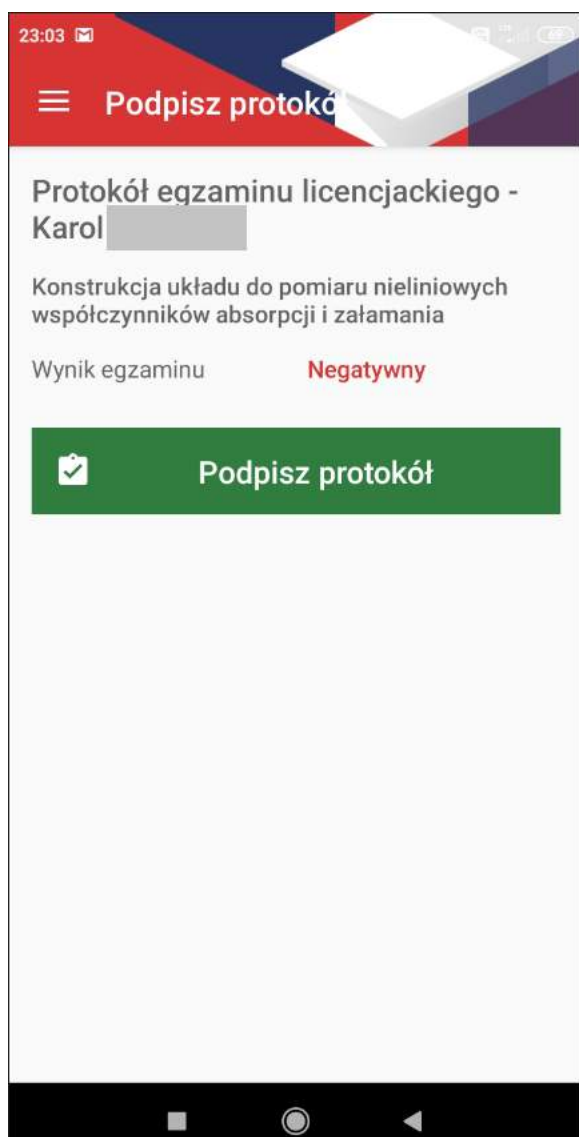 23:03
Podpisz protokół
Protokół egzaminu licencjackiego -
Karol
Konstrukcja układu do pomiaru nieliniowych
współczynników absorpcji i załamania
Wynik egzaminu Negatywny
Podpisz protokół